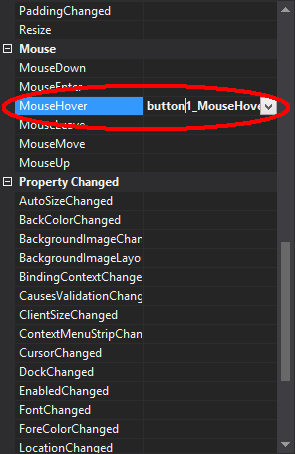 PaddingChanged
Resize
Mouse
MouseDown
MouseEnter
MouseHover button1_MouseHove
MouseLeave
MouseMove
MouseUp
Property Changed
AutoSizeChanged
BackColorChanged
BackgroundImageChan
BackgroundImageLayo
BindingContextChange
CausesValidationChang
ClientSizeChanged
ContextMenuStripChan
CursorChanged
DockChanged
EnabledChanged
FontChanged
ForeColorChanged
LocationChanged